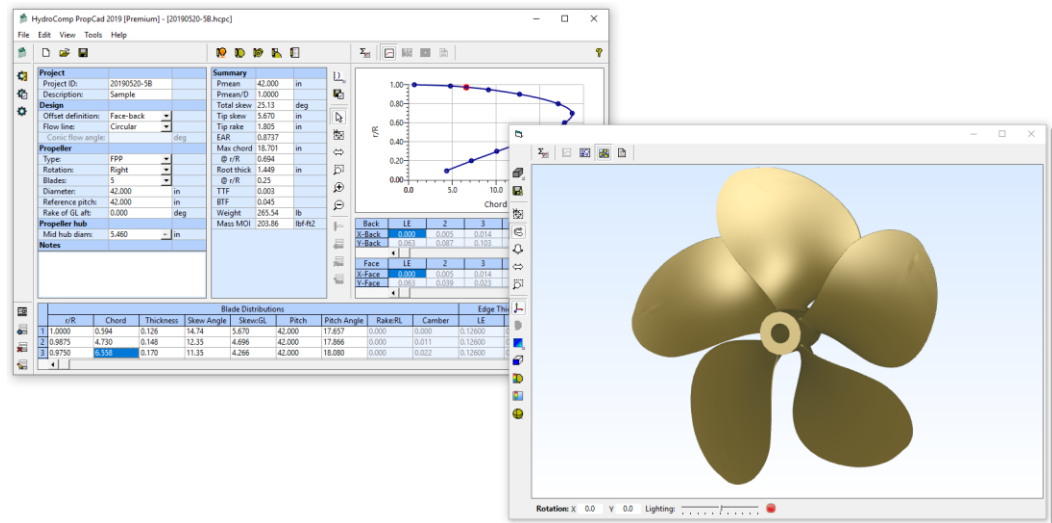 HydroComp PropCad 2019 [Premium] - [20190520-5B.hcpc]
File Edit View Tools Help
Project
Project ID: 20190520-5B
Description: Sample
Design
Offset definition: Face-back
Flow line: Circular
Conic flow angle: deg
Propeller
Type: FPP
Rotation: Right
Blades: 5
Diameter: 42.000 in
Reference pitch: 42.000 in
Rake of GL aft: 0.000 deg
Propeller hub
Mid hub diam: 5.460 in
Notes
Summary
Pmean 42.000 in
Pmean/D 1.0000
Total skew 25.13 deg
Tip skew 5.670 in
Tip rake 1.805 in
EAR 0.8737
Max chord 18.701 in
@ r/R 0.694
Root thick 1.449 in
@ r/R 0.25
TTF 0.003
BTF 0.045
Weight 265.54 lb
Mass MOI 203.86 lbf-ft2
r/R
1.00
0.80
0.60
0.40
0.20
0.00
0.0 5.0 10.0
Chord
Back LE 2 3
X-Back 0.000 0.005 0.014
Y-Back 0.063 0.087 0.103
Face LE 2 3
X-Face 0.000 0.005 0.014
Y-Face 0.063 0.039 0.023
Blade Distributions Edge Thi
r/R Chord Thickness Skew Angle Skew:GL Pitch Pitch Angle Rake:RL Camber LE
1 1.0000 0.594 0.126 14.74 5.670 42.000 17.657 0.000 0.000 0.12600
2 0.9875 4.730 0.148 12.35 4.696 42.000 17.866 0.000 0.011 0.12600
3 0.9750 6.558 0.170 11.35 4.266 42.000 18.080 0.000 0.022 0.12600
Rotation: X 0.0 Y 0.0 Lighting: